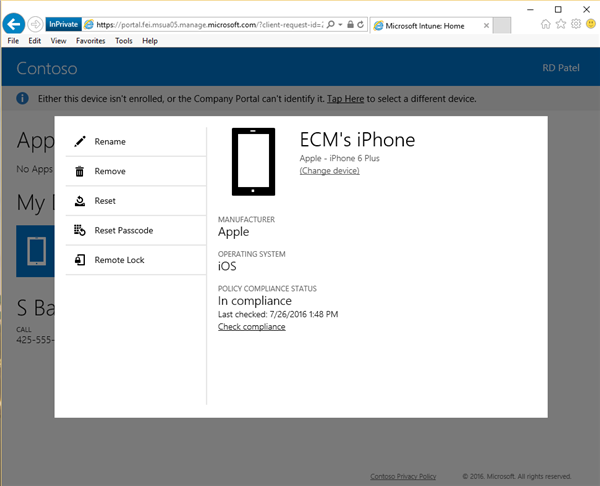 InPrivate
https://portal.fei.msua05.manage.microsoft.com/?client-request-id=
Microsoft Intune: Home
File Edit View Favorites Tools Help
Contoso
RD Patel
Either this device isn't enrolled, or the Company Portal can't identify it. Tap Here to select a different device.
App
No Apps
My
S Ba
CALL
425-555-
Rename
Remove
Reset
Reset Passcode
Remote Lock
ECM's iPhone
Apple - iPhone 6 Plus
(Change device)
MANUFACTURER
Apple
OPERATING SYSTEM
iOS
POLICY COMPLIANCE STATUS
In compliance
Last checked: 7/26/2016 1:48 PM
Check compliance
Contoso Privacy Policy
© 2016. Microsoft. All rights reserved.